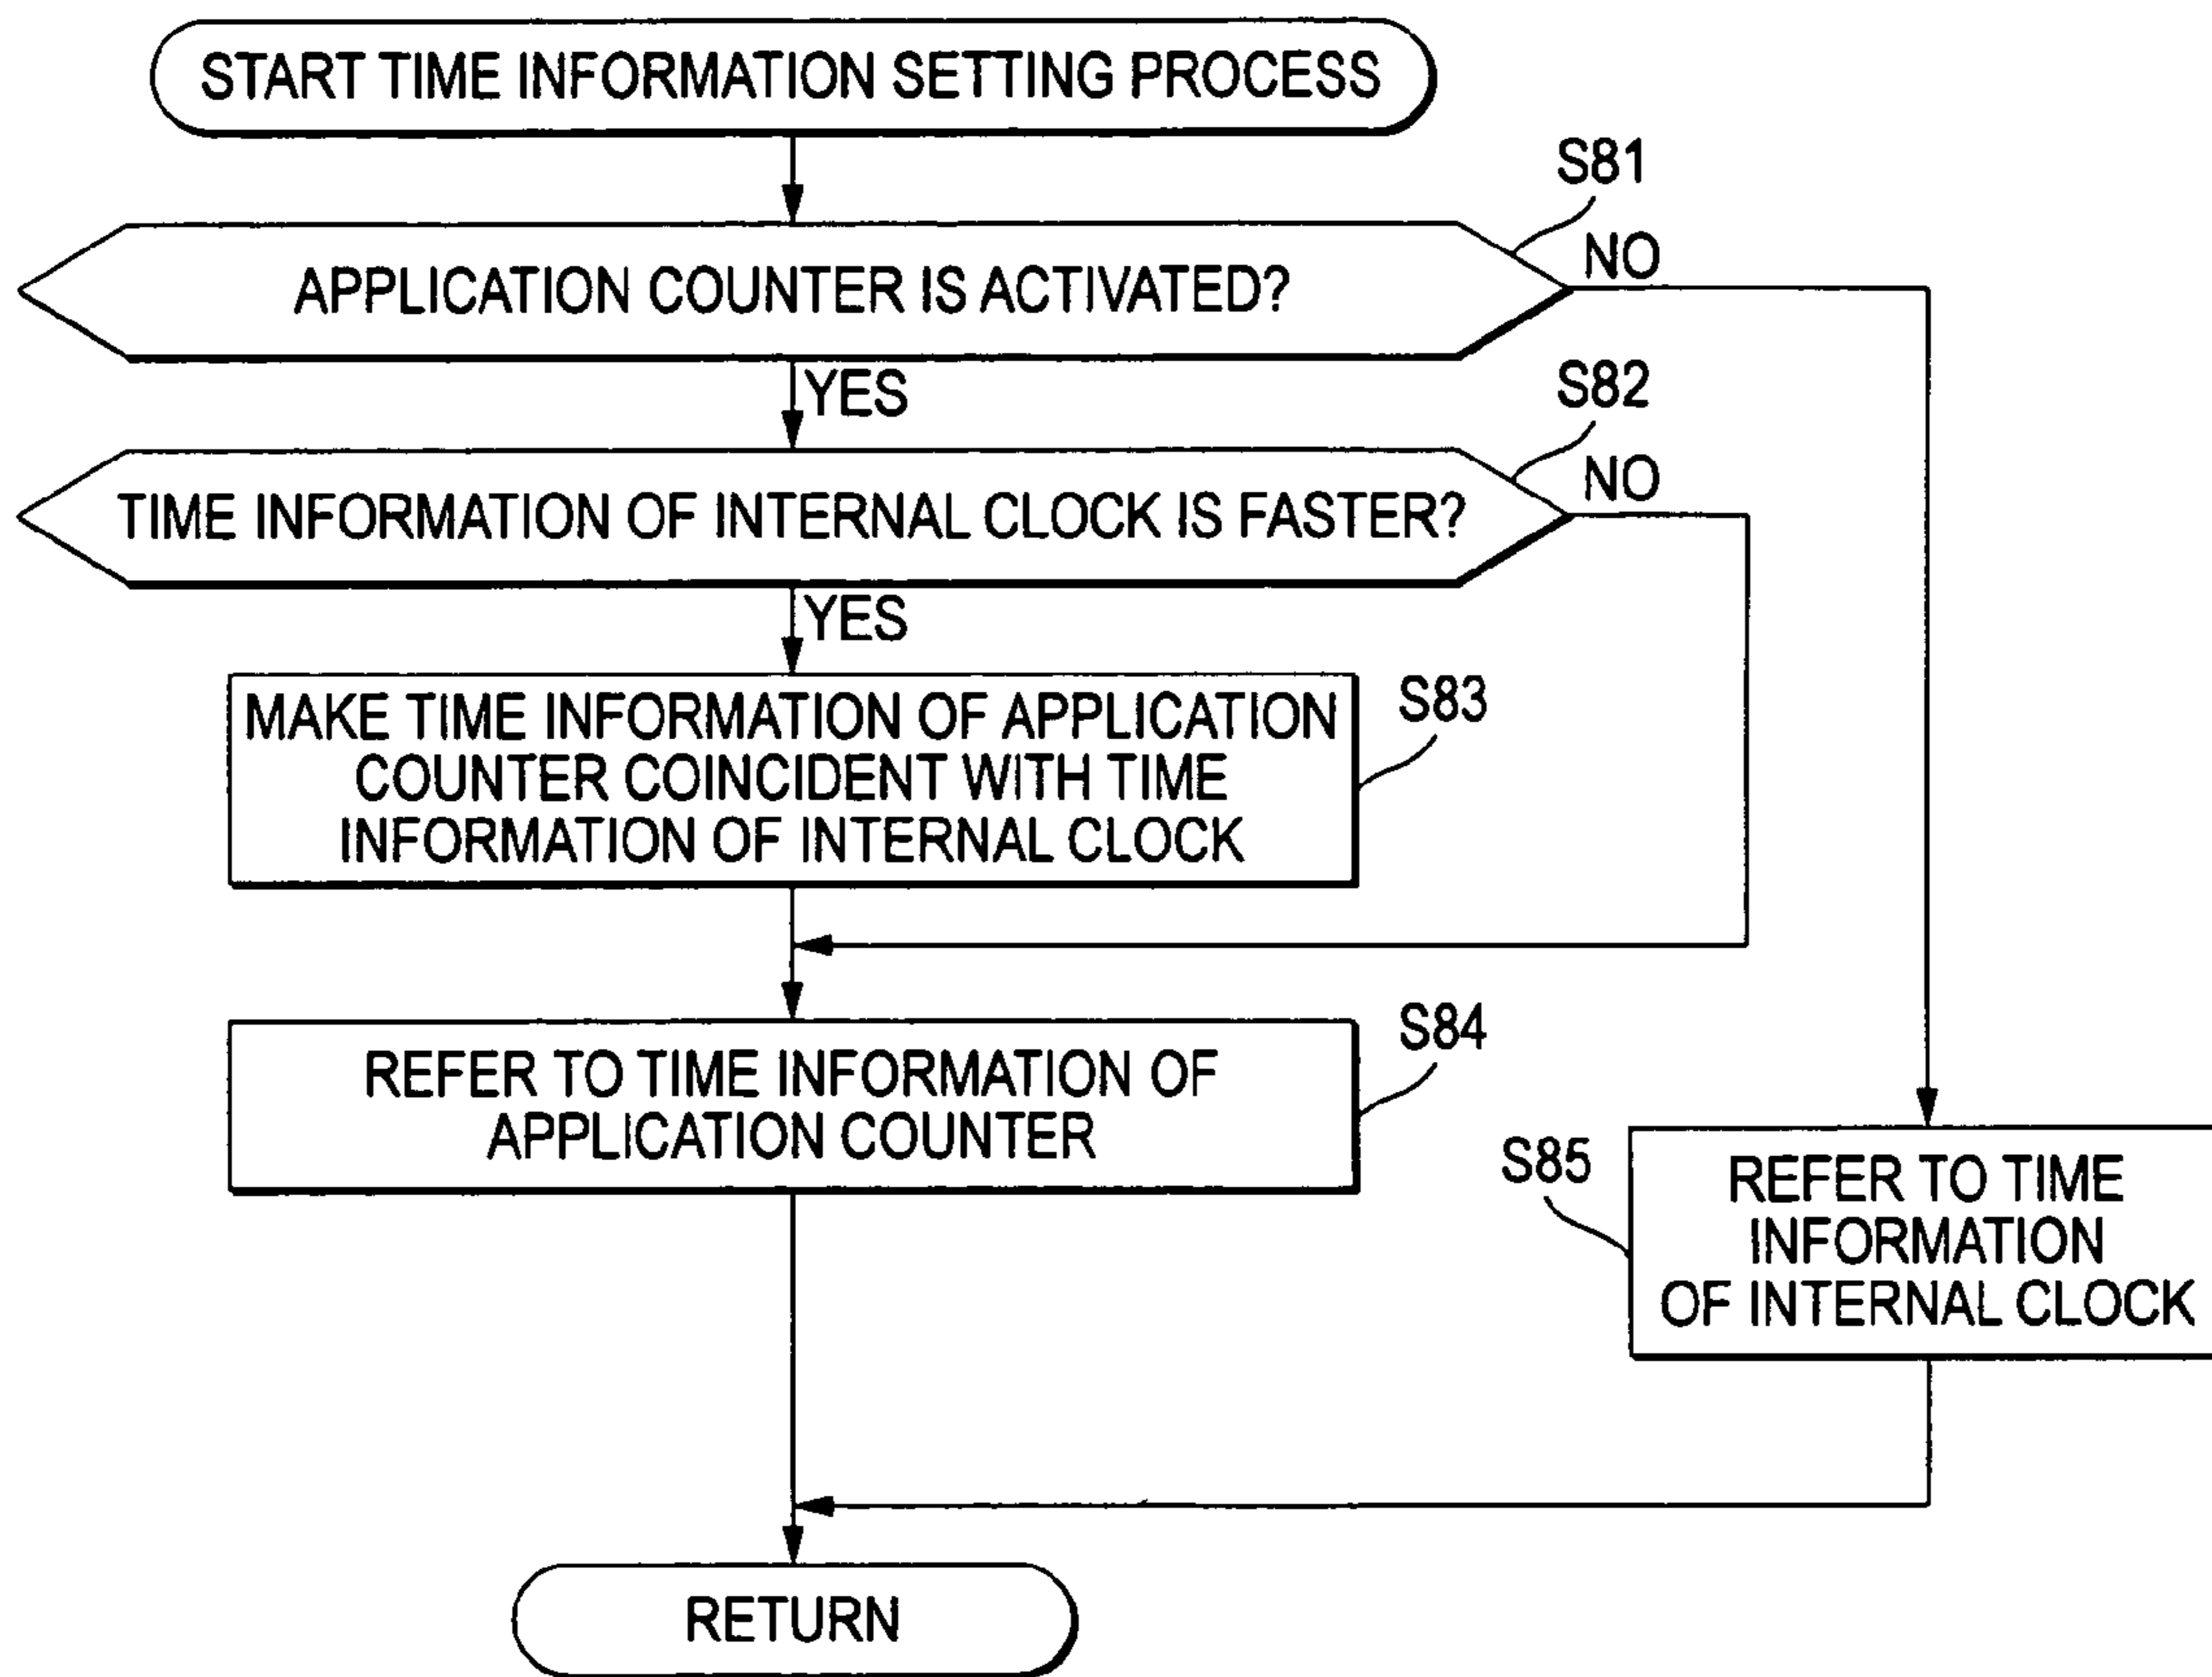 START TIME INFORMATION SETTING PROCESS
S81
APPLICATION COUNTER IS ACTIVATED?
NO
YES
S82
TIME INFORMATION OF INTERNAL CLOCK IS FASTER?
NO
YES
S83
MAKE TIME INFORMATION OF APPLICATION
COUNTER COINCIDENT WITH TIME
INFORMATION OF INTERNAL CLOCK
S84
REFER TO TIME INFORMATION OF
APPLICATION COUNTER
S85
REFER TO TIME
INFORMATION
OF INTERNAL CLOCK
RETURN